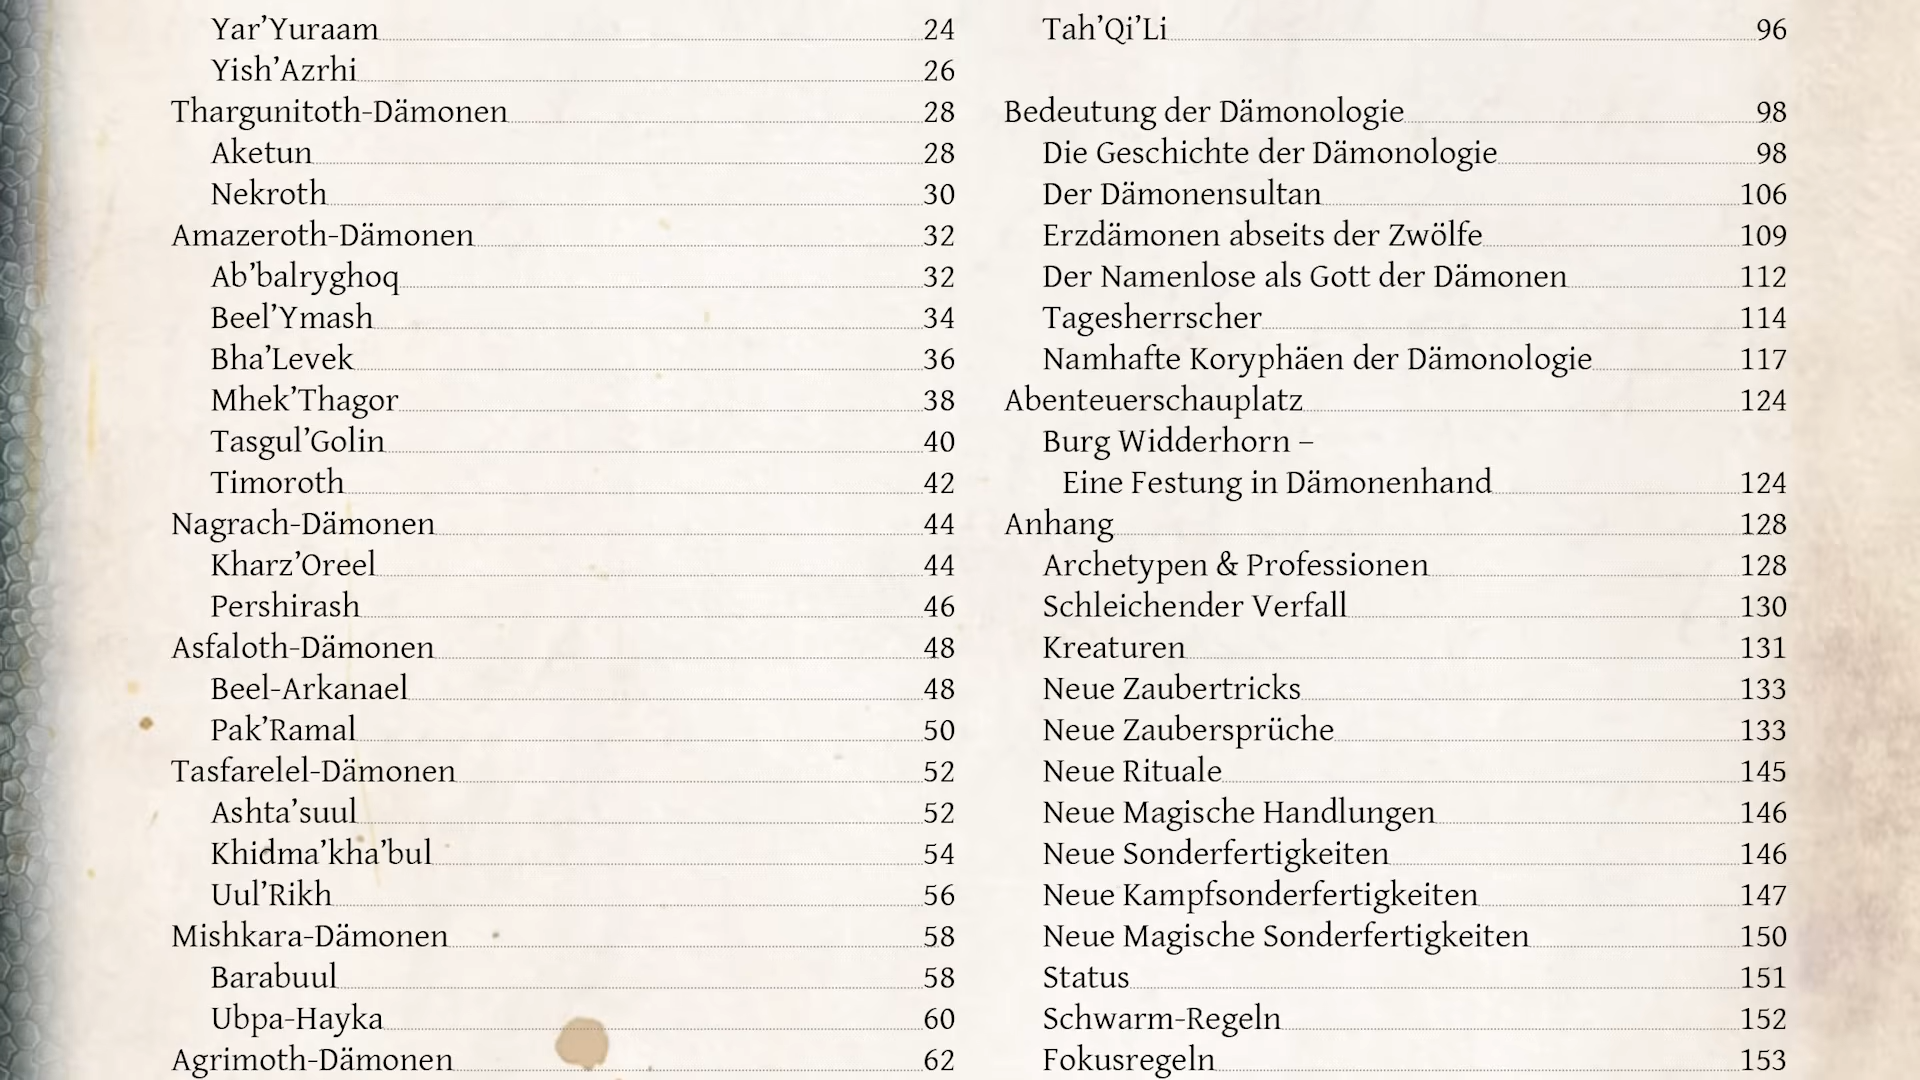 Yar’Yuraam 24
Yish’Azrhi 26
Thargunitoth-Dämonen 28
Aketun 28
Nekroth 30
Amazeroth-Dämonen 32
Ab’balryghoq 32
Beel’Ymash 34
Bha’Levek 36
Mhek’Thagor 38
Tasgul’Golin 40
Timoroth 42
Nagrach-Dämonen 44
Kharz’Oreel 44
Pershirash 46
Asfaloth-Dämonen 48
Beel-Arkanael 48
Pak’Ramal 50
Tasfarelel-Dämonen 52
Ashta’suul 52
Khidma’kha’bul 54
Uul’Rikh 56
Mishkara-Dämonen 58
Barabuul 58
Ubpa-Hayka 60
Agrimoth-Dämonen 62
Tah’Qi’Li 96
Bedeutung der Dämonologie 98
Die Geschichte der Dämonologie 98
Der Dämonensultan 106
Erzdämonen abseits der Zwölfe 109
Der Namenlose als Gott der Dämonen 112
Tagesherrscher 114
Namhafte Koryphäen der Dämonologie 117
Abenteuerschauplatz 124
Burg Widderhorn –
Eine Festung in Dämonenhand 124
Anhang 128
Archetypen & Professionen 128
Schleichender Verfall 130
Kreaturen 131
Neue Zaubertricks 133
Neue Zaubersprüche 133
Neue Rituale 145
Neue Magische Handlungen 146
Neue Sonderfertigkeiten 146
Neue Kampfsonderfertigkeiten 147
Neue Magische Sonderfertigkeiten 150
Status 151
Schwarm-Regeln 152
Fokusregeln 153